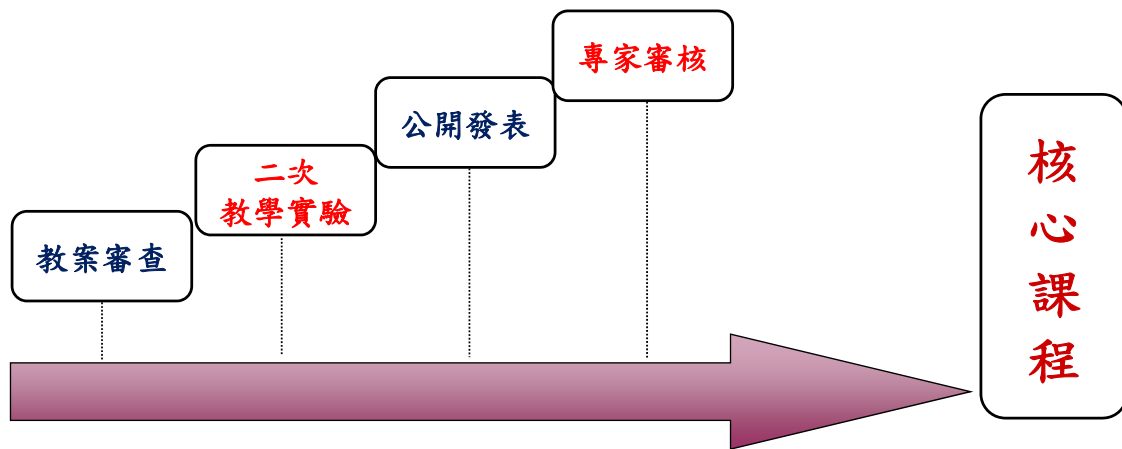 專家審核
公開發表
二次
教學實驗
教案審查
核心課程